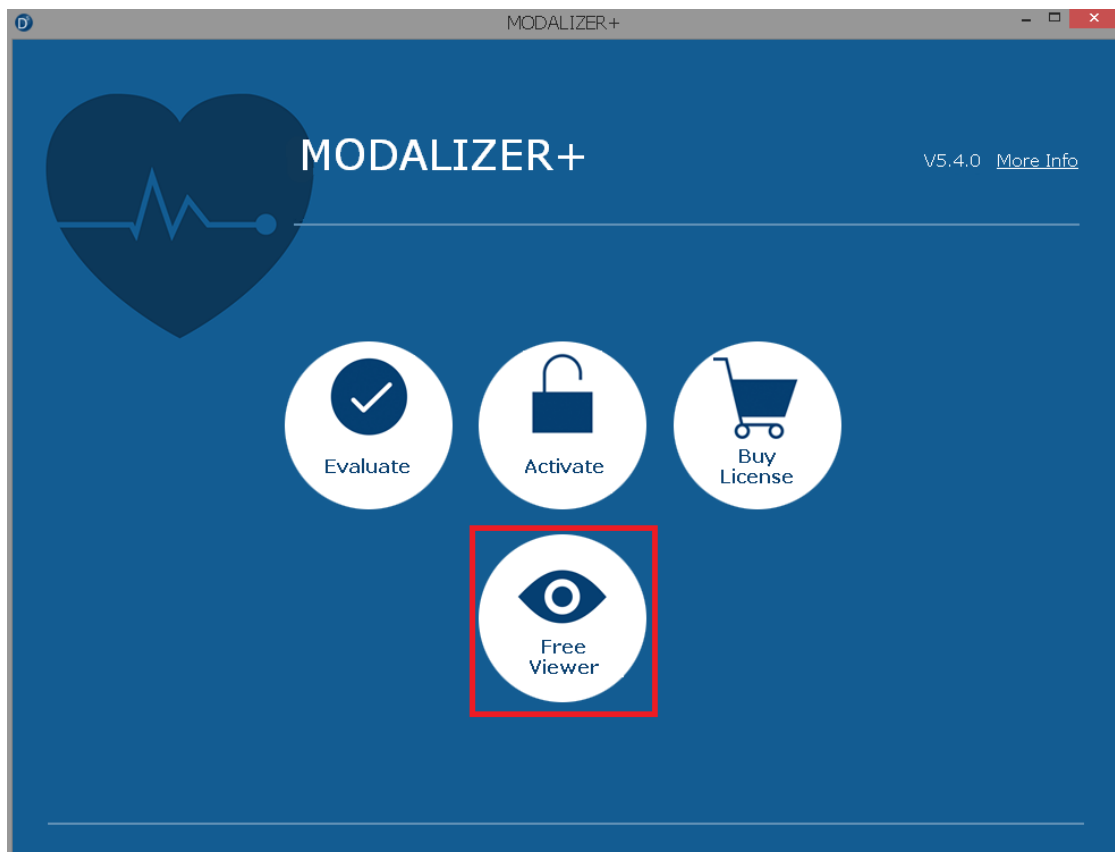 MODALIZER+
MODALIZER+
V5.4.0 More Info
Evaluate
Activate
Buy
License
Free
Viewer